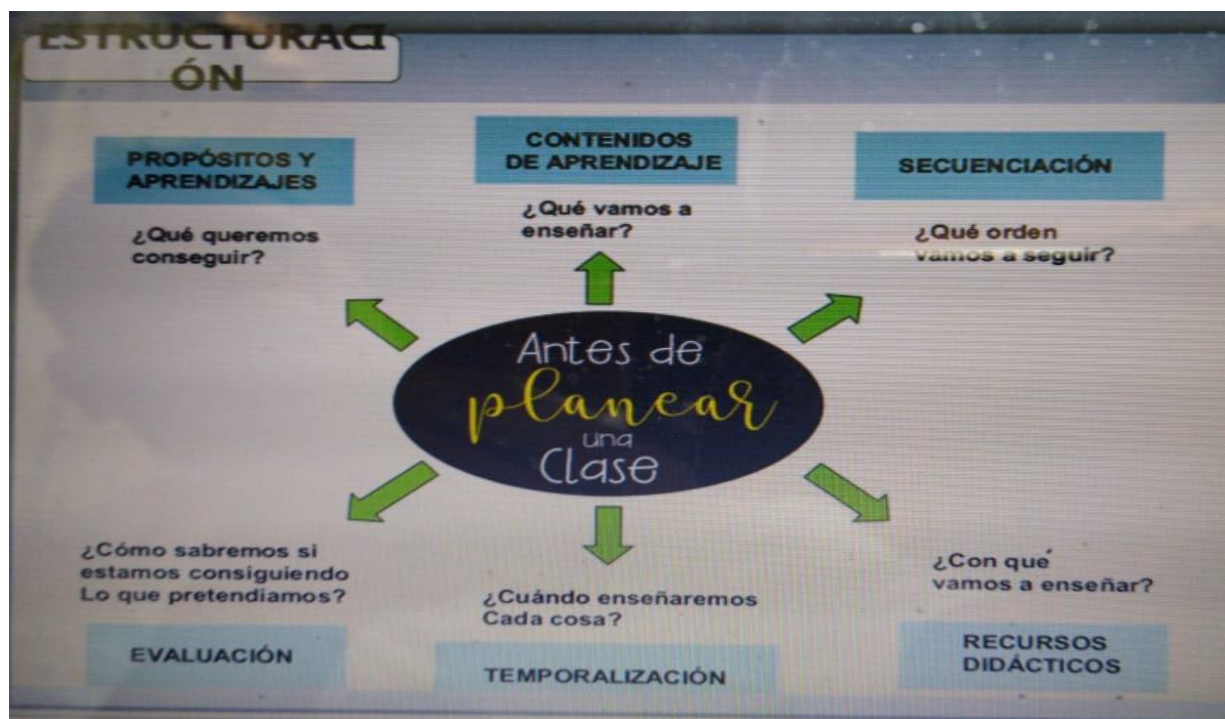 ESTRUCTURACI
ÓN
PROPÓSITOS Y
APRENDIZAJES
¿Qué queremos
conseguir?
CONTENIDOS
DE APRENDIZAJE
¿Qué vamos a
enseñar?
SECUENCIACIÓN
¿Qué orden
vamos a seguir?
Antes de
planear
una
Clase
¿Cómo sabremos si
estamos consiguiendo
Lo que pretendiamos?
EVALUACIÓN
¿Cuándo enseñaremos
Cada cosa?
TEMPORALIZACIÓN
¿Con qué
vamos a enseñar?
RECURSOS
DIDÁCTICOS